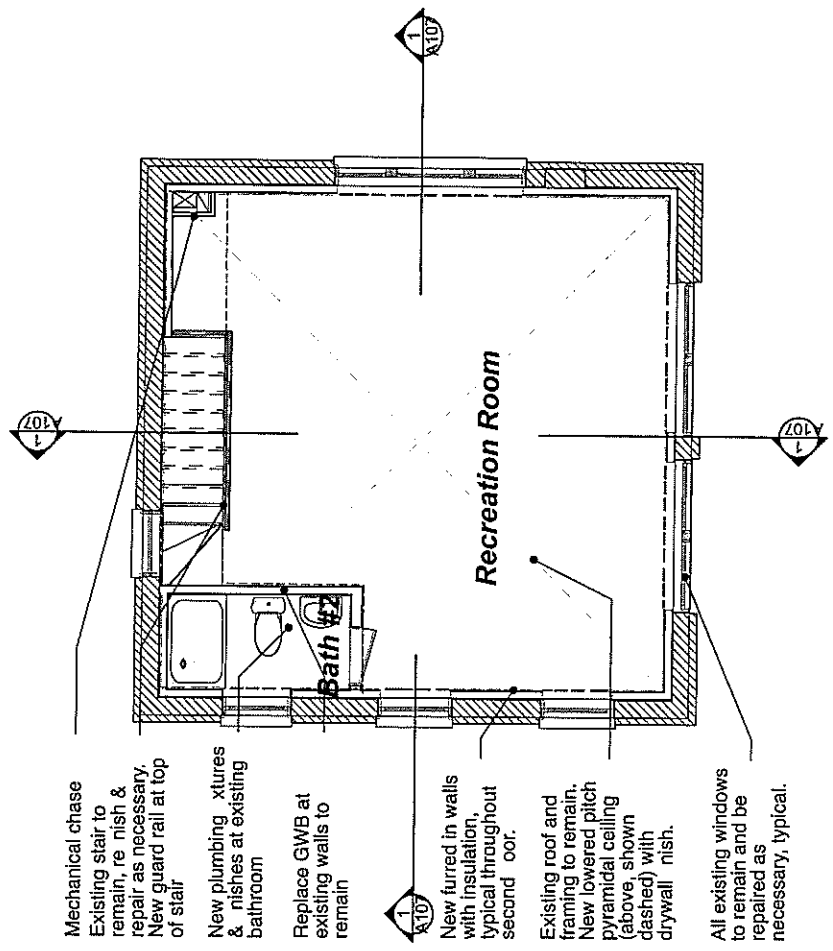 Mechanical chase
Existing stair to
remain, re nish &
repair as necessary.
New guard rail at top
of stair
New plumbing xtures
& nishes at existing
bathroom
Replace GWB at
existing walls to
remain
New furred in walls
with insulation,
typical throughout
second oor.
Existing roof and
framing to remain.
New lowered pitch
pyramidal ceiling
(above, shown
dashed) with
drywall nish.
All existing windows
to remain and be
repaired as
necessary, typical.
Bath #2
Recreation Room
1
A107
1
A107
1
A107
1
A107